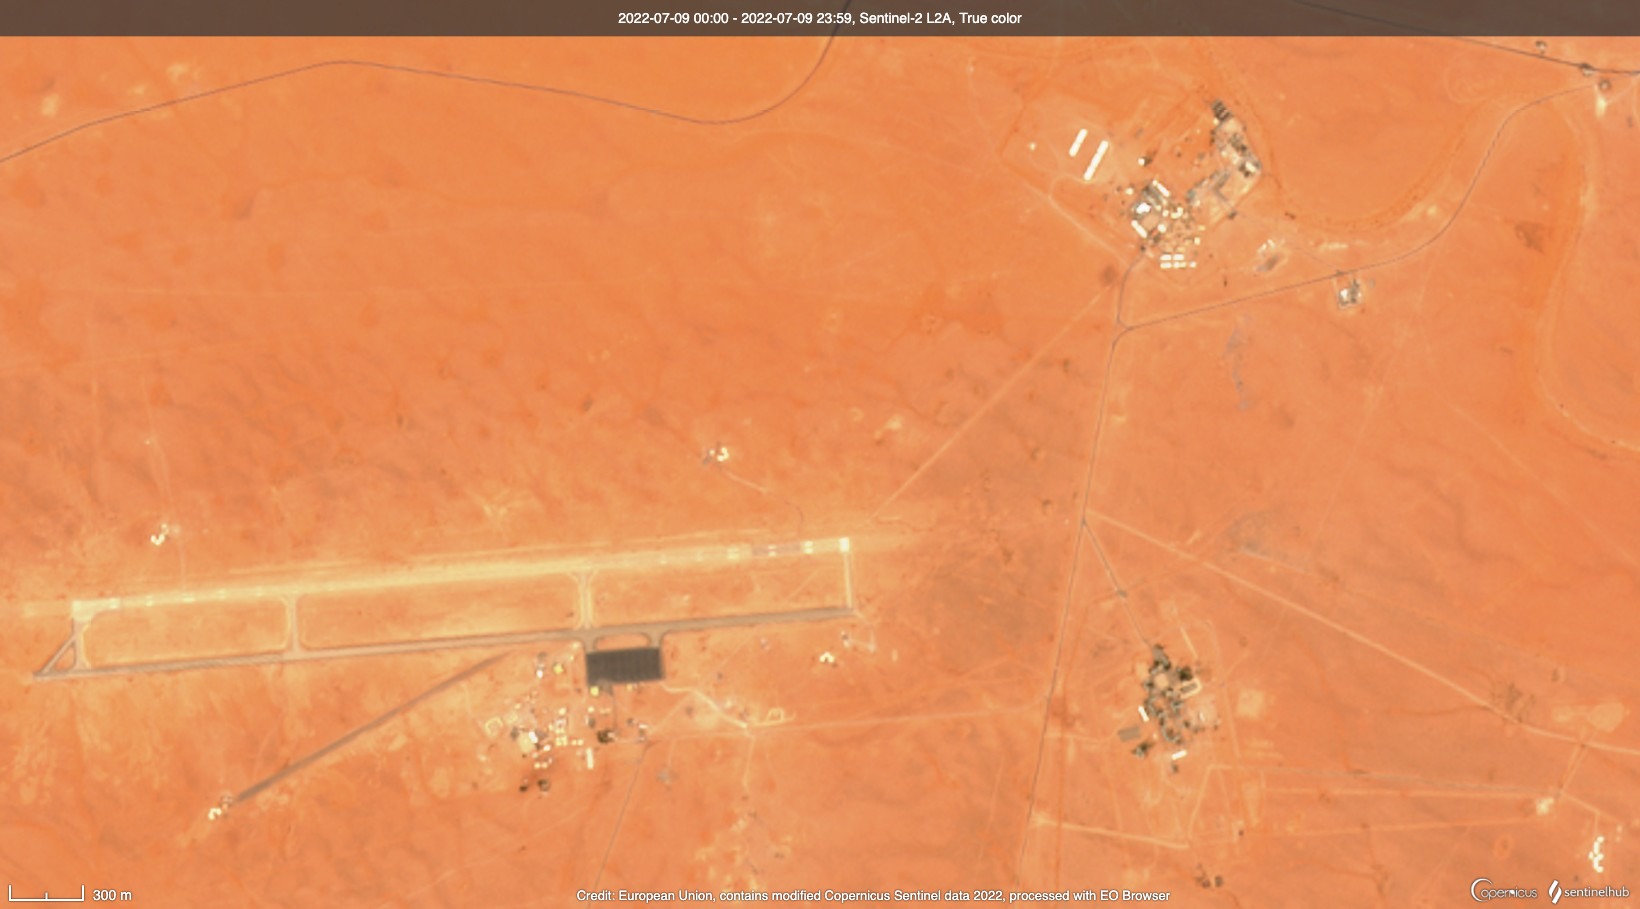 2022-07-09 00:00 - 2022-07-09 23:59, Sentinel-2 L2A, True color
300 m
Credit: European Union, contains modified Copernicus Sentinel data 2022, processed with EO Browser
Copernicus
sentinelhub